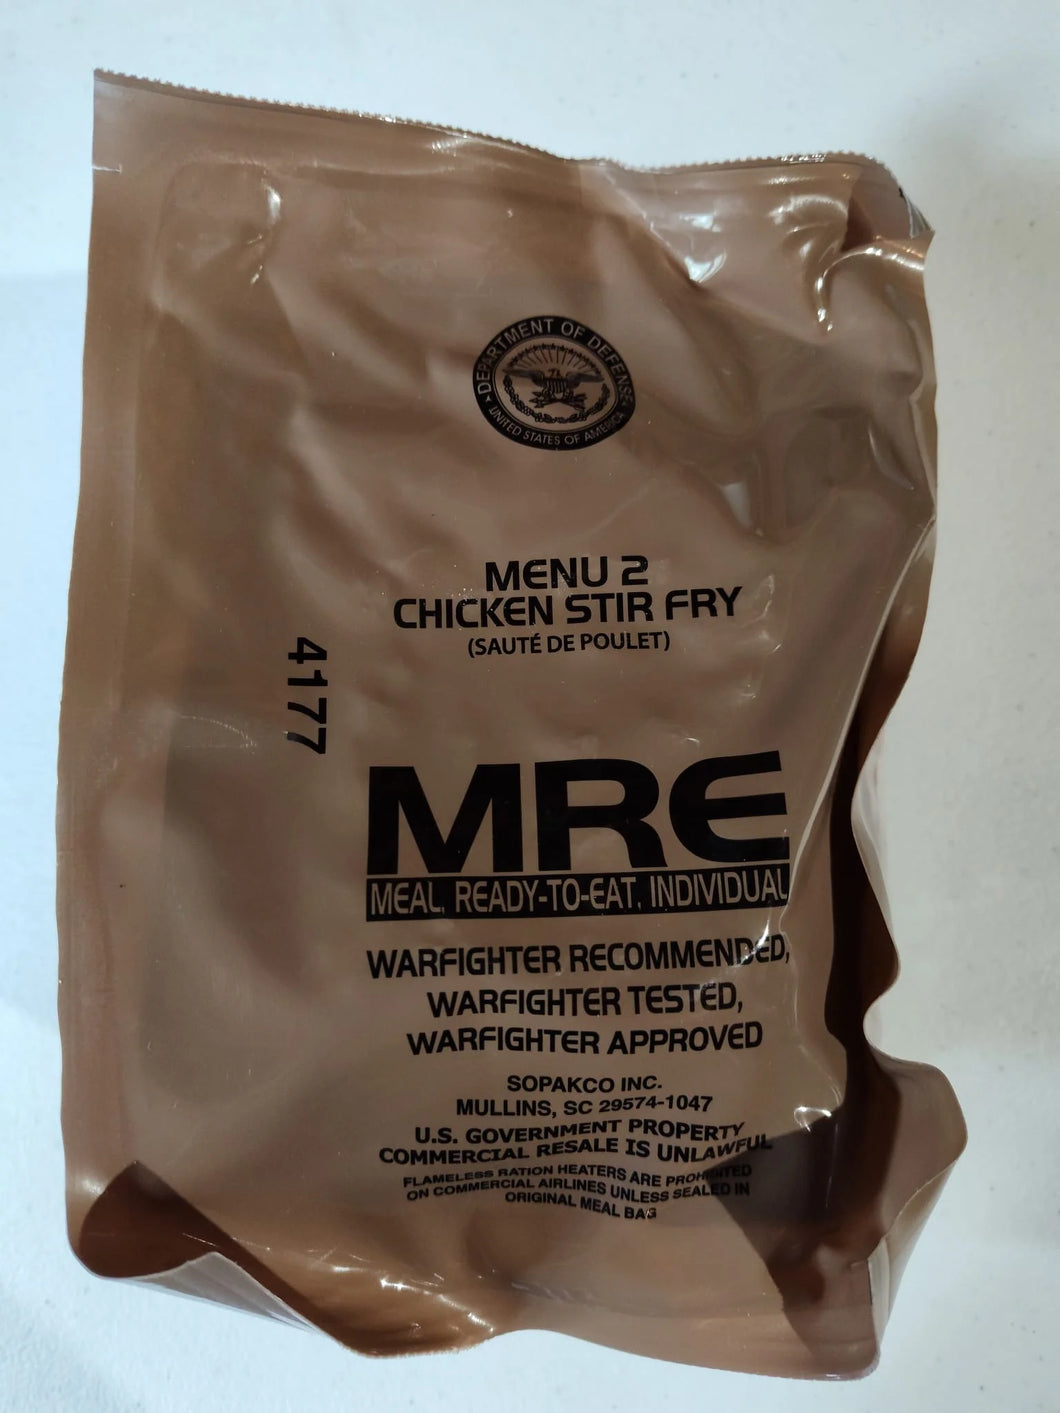 DEPARTMENT OF DEFENSE
UNITED STATES OF AMERICA
MENU 2
CHICKEN STIR FRY
(SAUTÉ DE POULET)
4177
MRE
MEAL, READY-TO-EAT, INDIVIDUAL
WARFIGHTER RECOMMENDED,
WARFIGHTER TESTED,
WARFIGHTER APPROVED
SOPAKCO INC.
MULLINS, SC 29574-1047
U.S. GOVERNMENT PROPERTY
COMMERCIAL RESALE IS UNLAWFUL
FLAMELESS RATION HEATERS ARE PROHIBITED
ON COMMERCIAL AIRLINES UNLESS SEALED IN
ORIGINAL MEAL BAG